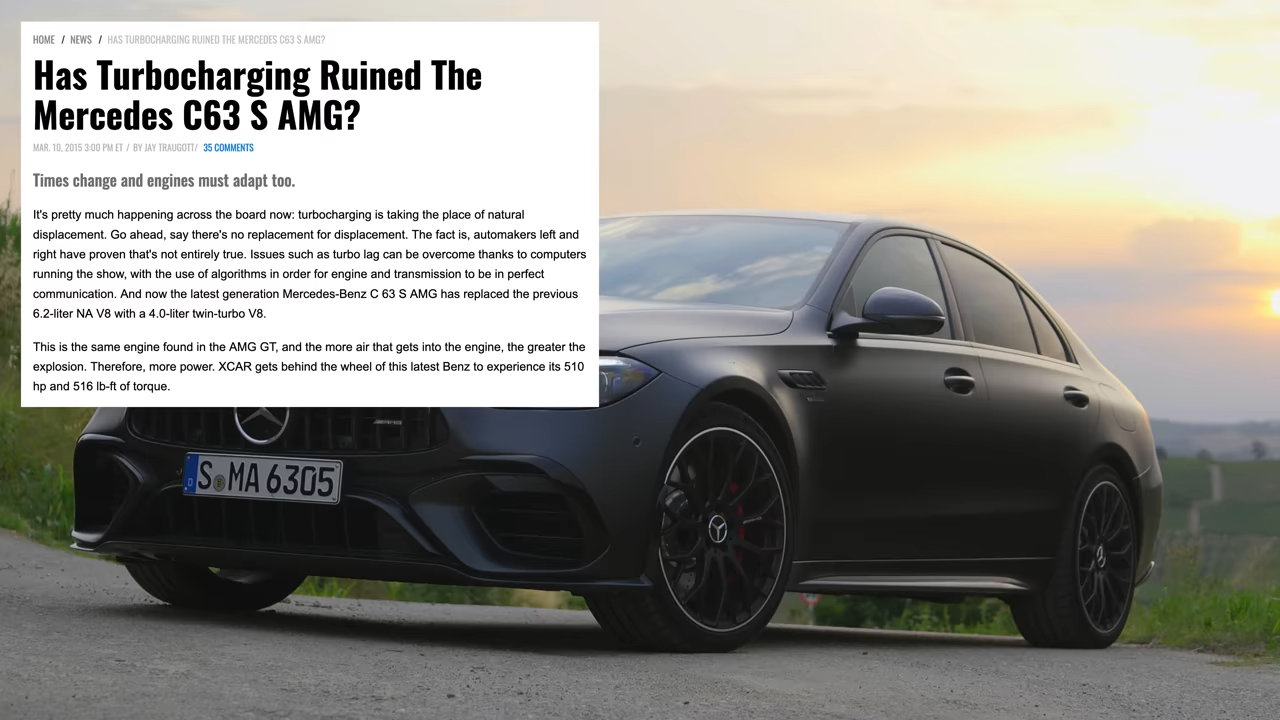 HOME / NEWS / HAS TURBOCHARGING RUINED THE MERCEDES C63 S AMG?
Has Turbocharging Ruined The
Mercedes C63 S AMG?
MAR. 10, 2015 3:00 PM ET / BY JAY TRAUGOTT/ 35 COMMENTS
Times change and engines must adapt too.
It's pretty much happening across the board now: turbocharging is taking the place of natural
displacement. Go ahead, say there's no replacement for displacement. The fact is, automakers left and
right have proven that's not entirely true. Issues such as turbo lag can be overcome thanks to computers
running the show, with the use of algorithms in order for engine and transmission to be in perfect
communication. And now the latest generation Mercedes-Benz C 63 S AMG has replaced the previous
6.2-liter NA V8 with a 4.0-liter twin-turbo V8.
This is the same engine found in the AMG GT, and the more air that gets into the engine, the greater the
explosion. Therefore, more power. XCAR gets behind the wheel of this latest Benz to experience its 510
hp and 516 lb-ft of torque.
AMG
D
S MA 6305